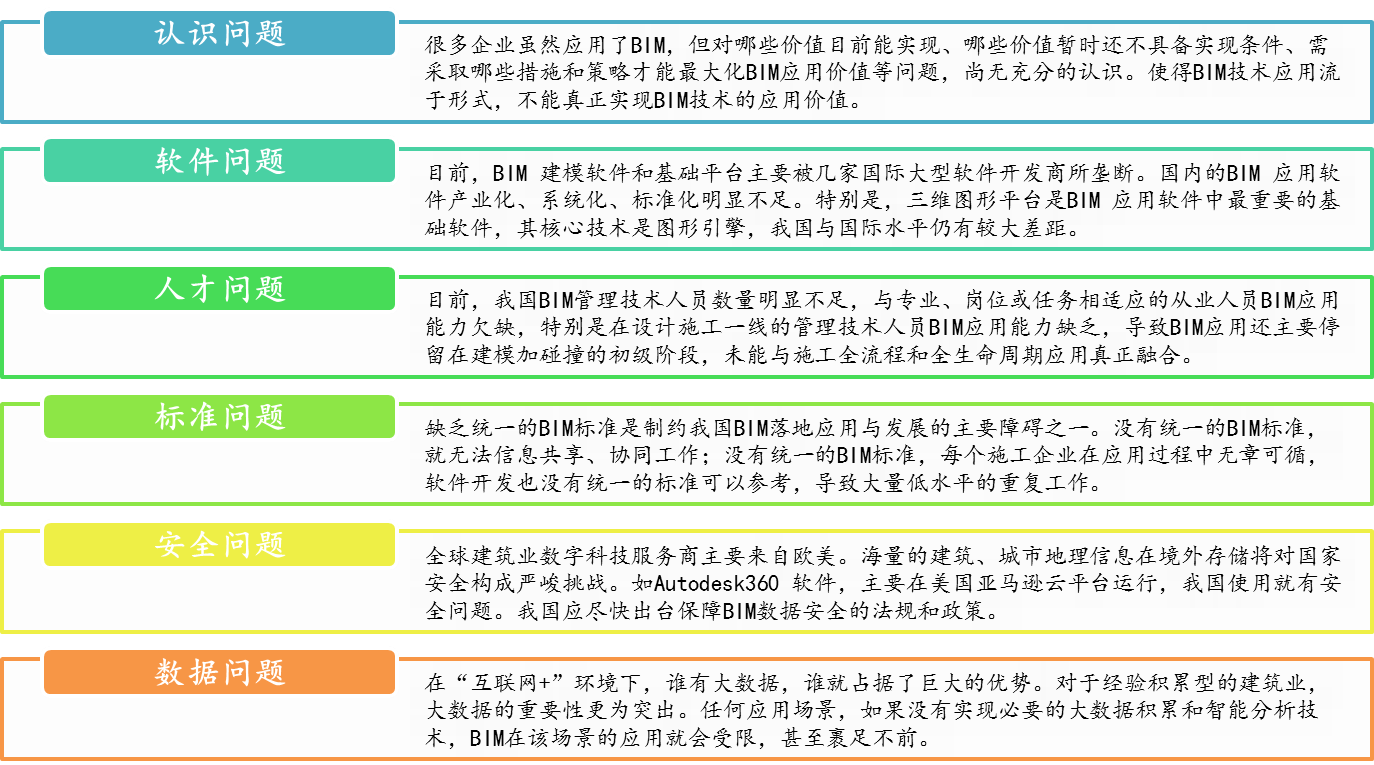 认识问题
很多企业虽然应用了BIM，但对哪些价值目前能实现、哪些价值暂时还不具备实现条件、需
采取哪些措施和策略才能最大化BIM应用价值等问题，尚无充分的认识。使得BIM技术应用流
于形式，不能真正实现BIM技术的应用价值。
软件问题
目前，BIM 建模软件和基础平台主要被几家国际大型软件开发商所垄断。国内的BIM 应用软
件产业化、系统化、标准化明显不足。特别是，三维图形平台是BIM 应用软件中最重要的基
础软件，其核心技术是图形引擎，我国与国际水平仍有较大差距。
人才问题
目前，我国BIM管理技术人员数量明显不足，与专业、岗位或任务相适应的从业人员BIM应用
能力欠缺，特别是在设计施工一线的管理技术人员BIM应用能力缺乏，导致BIM应用还主要停
留在建模加碰撞的初级阶段，未能与施工全流程和全生命周期应用真正融合。
标准问题
缺乏统一的BIM标准是制约我国BIM落地应用与发展的主要障碍之一。没有统一的BIM标准，
就无法信息共享、协同工作；没有统一的BIM标准，每个施工企业在应用过程中无章可循，
软件开发也没有统一的标准可以参考，导致大量低水平的重复工作。
安全问题
全球建筑业数字科技服务商主要来自欧美。海量的建筑、城市地理信息在境外存储将对国家
安全构成严峻挑战。如Autodesk360 软件，主要在美国亚马逊云平台运行，我国使用就有安
全问题。我国应尽快出台保障BIM数据安全的法规和政策。
数据问题
在“互联网+”环境下，谁有大数据，谁就占据了巨大的优势。对于经验积累型的建筑业，
大数据的重要性更为突出。任何应用场景，如果没有实现必要的大数据积累和智能分析技
术，BIM在该场景的应用就会受限，甚至裹足不前。